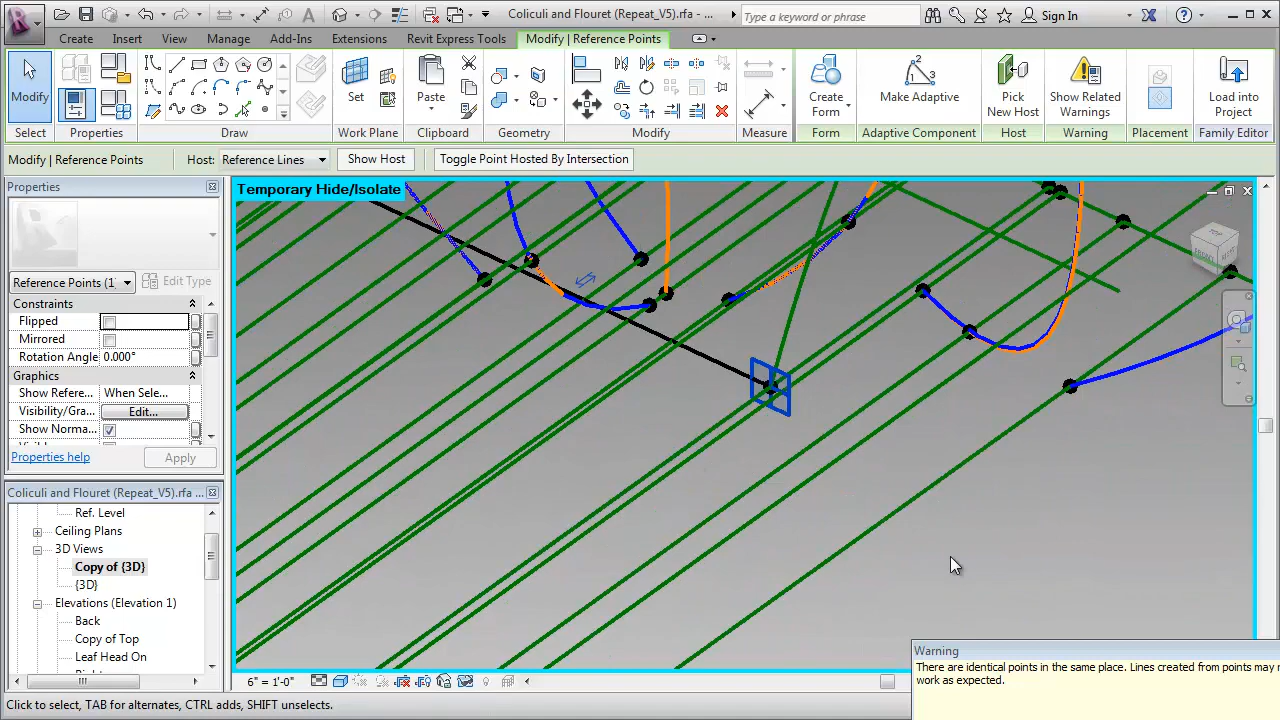 Coliculi and Flouret (Repeat_V5).rfa - ...
Type a keyword or phrase
Sign In
Create
Insert
View
Manage
Add-Ins
Extensions
Revit Express Tools
Modify | Reference Points
Modify
Set
Paste
Create
Form
Make Adaptive
Pick
New Host
Show Related
Warnings
Load into
Project
Select
Properties
Draw
Work Plane
Clipboard
Geometry
Modify
Measure
Form
Adaptive Component
Host
Warning
Placement
Family Editor
Modify | Reference Points
Host:
Reference Lines
Show Host
Toggle Point Hosted By Intersection
Properties
Temporary Hide/Isolate
Reference Points (1)
Edit Type
Constraints
Flipped
Mirrored
Rotation Angle
0.000°
Graphics
Show Refere...
When Sele...
Visibility/Gra...
Edit...
Show Norma...
Properties help
Apply
Coliculi and Flouret (Repeat_V5).rfa ...
Ref. Level
Ceiling Plans
3D Views
Copy of {3D}
{3D}
Elevations (Elevation 1)
Back
Copy of Top
Leaf Head On
TOP
FRONT
Warning
There are identical points in the same place. Lines created from points may
work as expected.
6" = 1'-0"
Click to select, TAB for alternates, CTRL adds, SHIFT unselects.